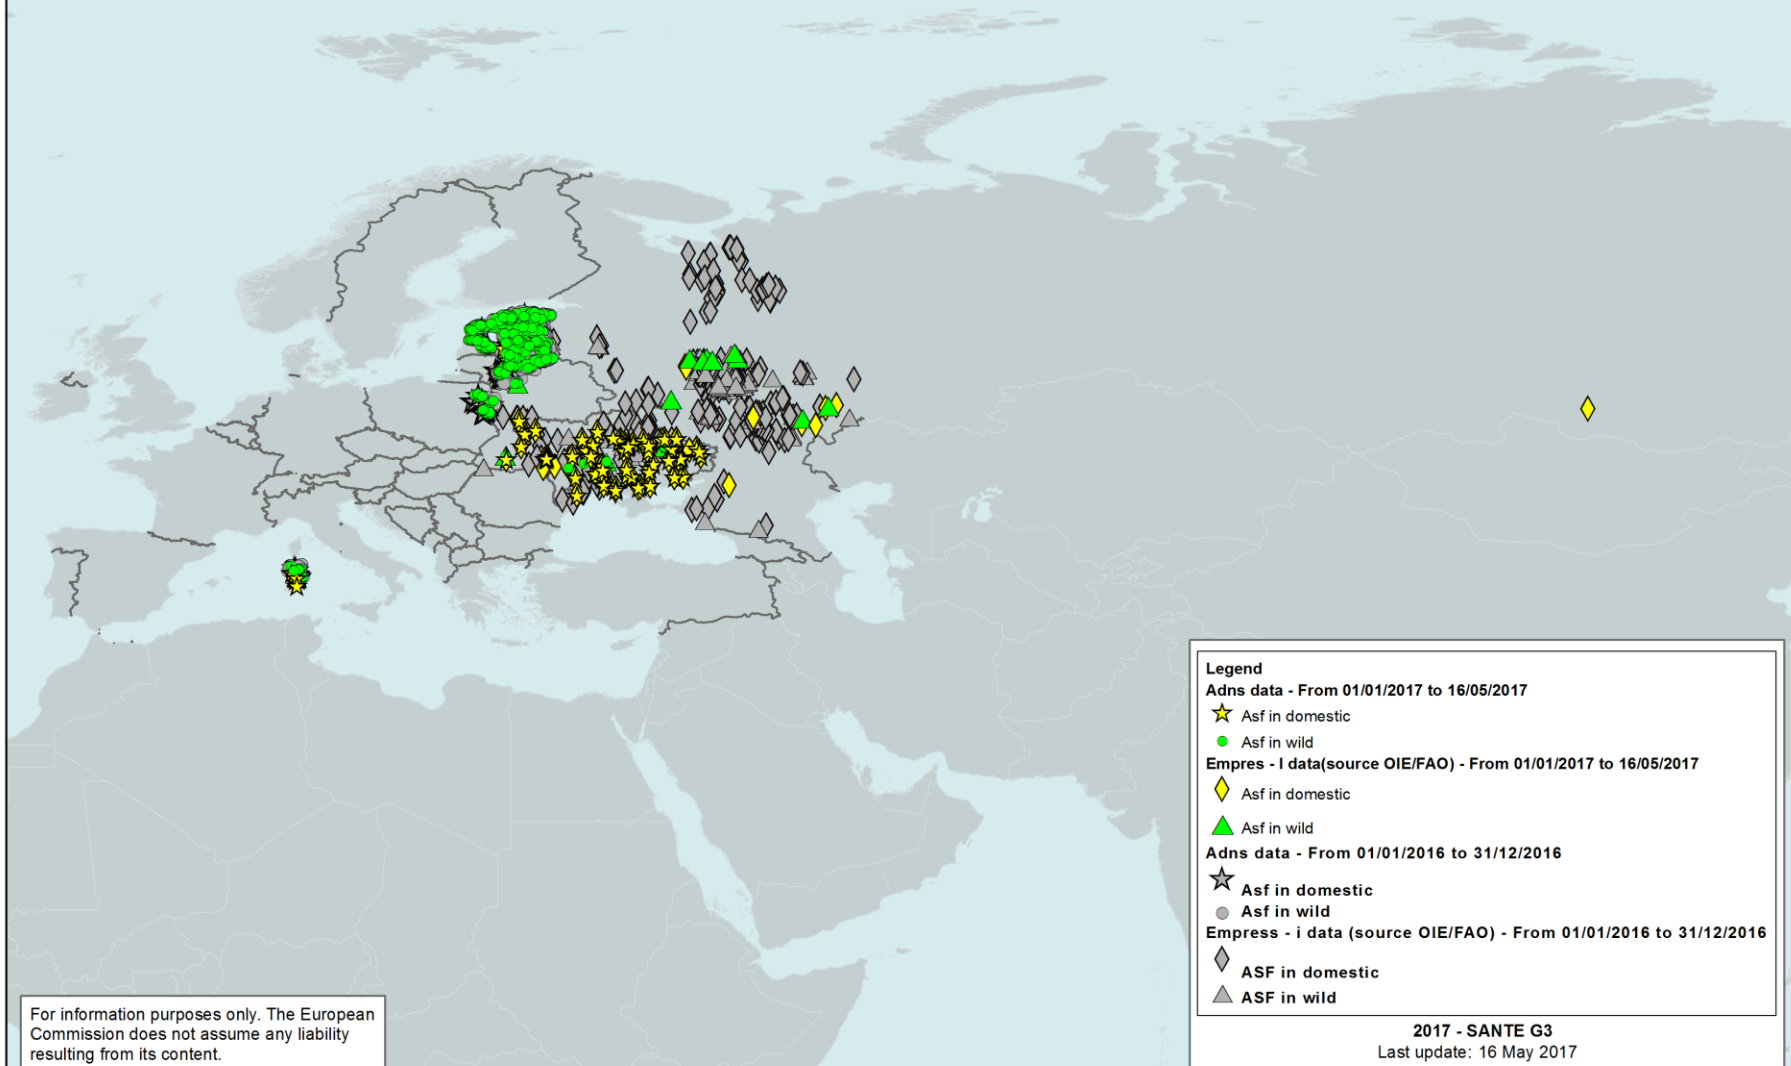 Legend
Adns data - From 01/01/2017 to 16/05/2017
Asf in domestic
Asf in wild
Empres - I data(source OIE/FAO) - From 01/01/2017 to 16/05/2017
Asf in domestic
Asf in wild
Adns data - From 01/01/2016 to 31/12/2016
Asf in domestic
Asf in wild
Empress - i data (source OIE/FAO) - From 01/01/2016 to 31/12/2016
ASF in domestic
ASF in wild
2017 - SANTE G3
Last update: 16 May 2017
For information purposes only. The European
Commission does not assume any liability
resulting from its content.